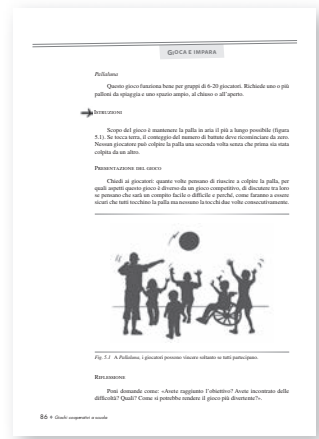 GIOCA E IMPARA
Pallaluna
Questo gioco funziona bene per gruppi di 6-20 giocatori. Richiede uno o più
palloni da spiaggia e uno spazio ampio, al chiuso o all'aperto.
ISTRUZIONI
Scopo del gioco è mantenere la palla in aria il più a lungo possibile (figura
5.1). Se tocca terra, il conteggio del numero di battute deve ricominciare da zero.
Nessun giocatore può colpire la palla una seconda volta senza che prima sia stata
colpita da un altro.
PRESENTAZIONE DEL GIOCO
Chiedi ai giocatori: quante volte pensano di riuscire a colpire la palla, per
quali aspetti questo gioco è diverso da un gioco competitivo, di discutere tra loro
se pensano che sarà un compito facile o difficile e perché, come faranno a essere
sicuri che tutti tocchino la palla ma nessuno la tocchi due volte consecutivamente.
Fig. 5.1 A Pallaluna, i giocatori possono vincere soltanto se tutti partecipano.
RIFLESSIONE
Poni domande come: «Avete raggiunto l'obiettivo? Avete incontrato delle
difficoltà? Quali? Come si potrebbe rendere il gioco più divertente?».
86 Giochi cooperativi a scuola